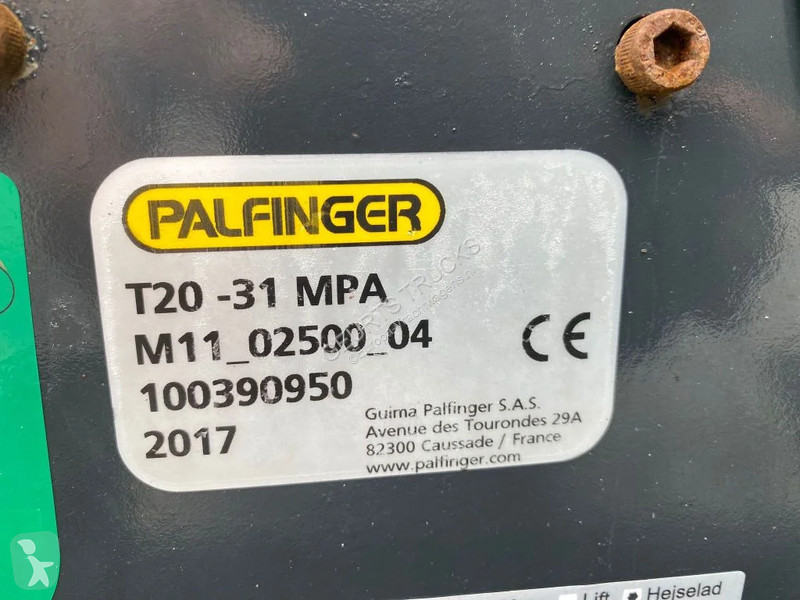 PALFINGER
T20 -31 MPA
M11_02500_04
100390950
2017
Guima Palfinger S.A.S.
Avenue des Tourondes 29A
82300 Caussade / France
www.palfinger.com
CE
Lift
Hejselad